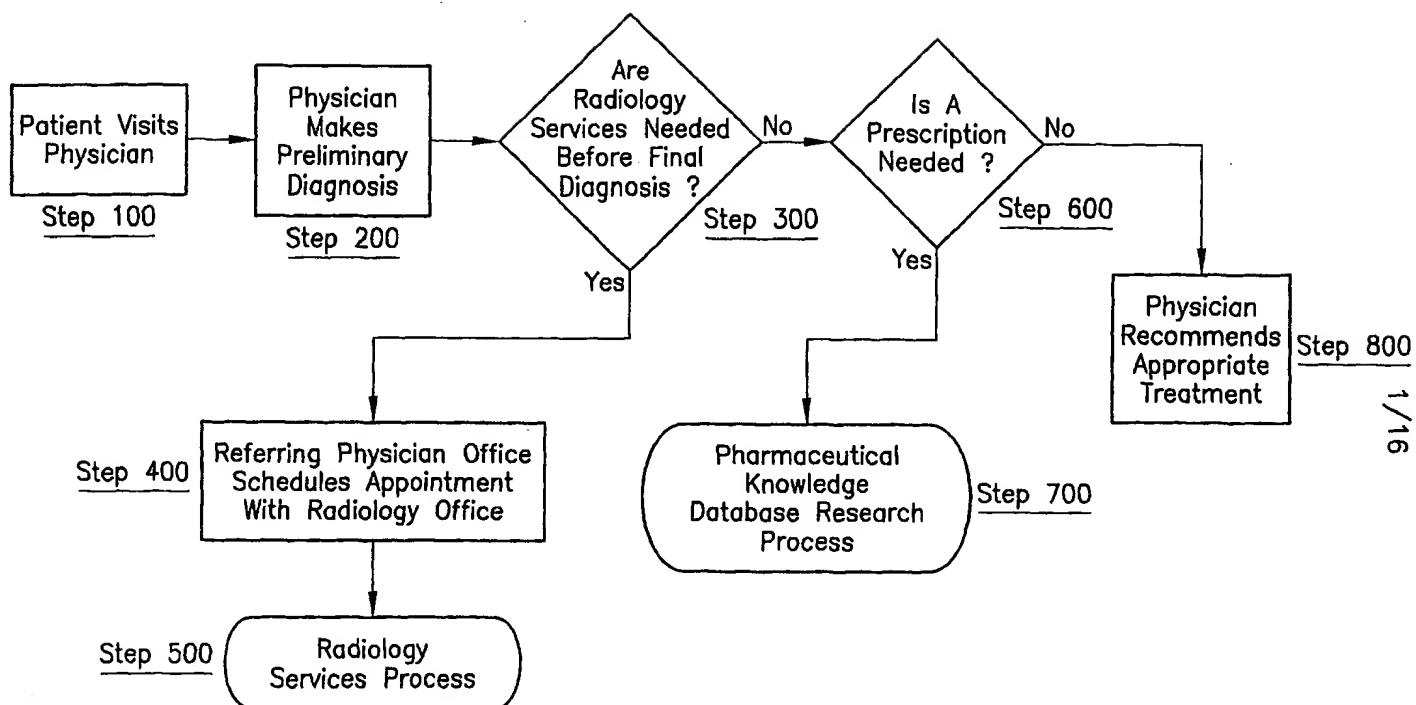 Patient Visits
Physician
Step 100
Physician
Makes
Preliminary
Diagnosis
Step 200
Are
Radiology
Services Needed
Before Final
Diagnosis ?
Step 300
No
Yes
Is A
Prescription
Needed ?
Step 600
No
Yes
Physician
Recommends
Appropriate
Treatment
Step 800
1/16
Step 400
Referring Physician Office
Schedules Appointment
With Radiology Office
Pharmaceutical
Knowledge
Database Research
Process
Step 700
Step 500
Radiology
Services Process